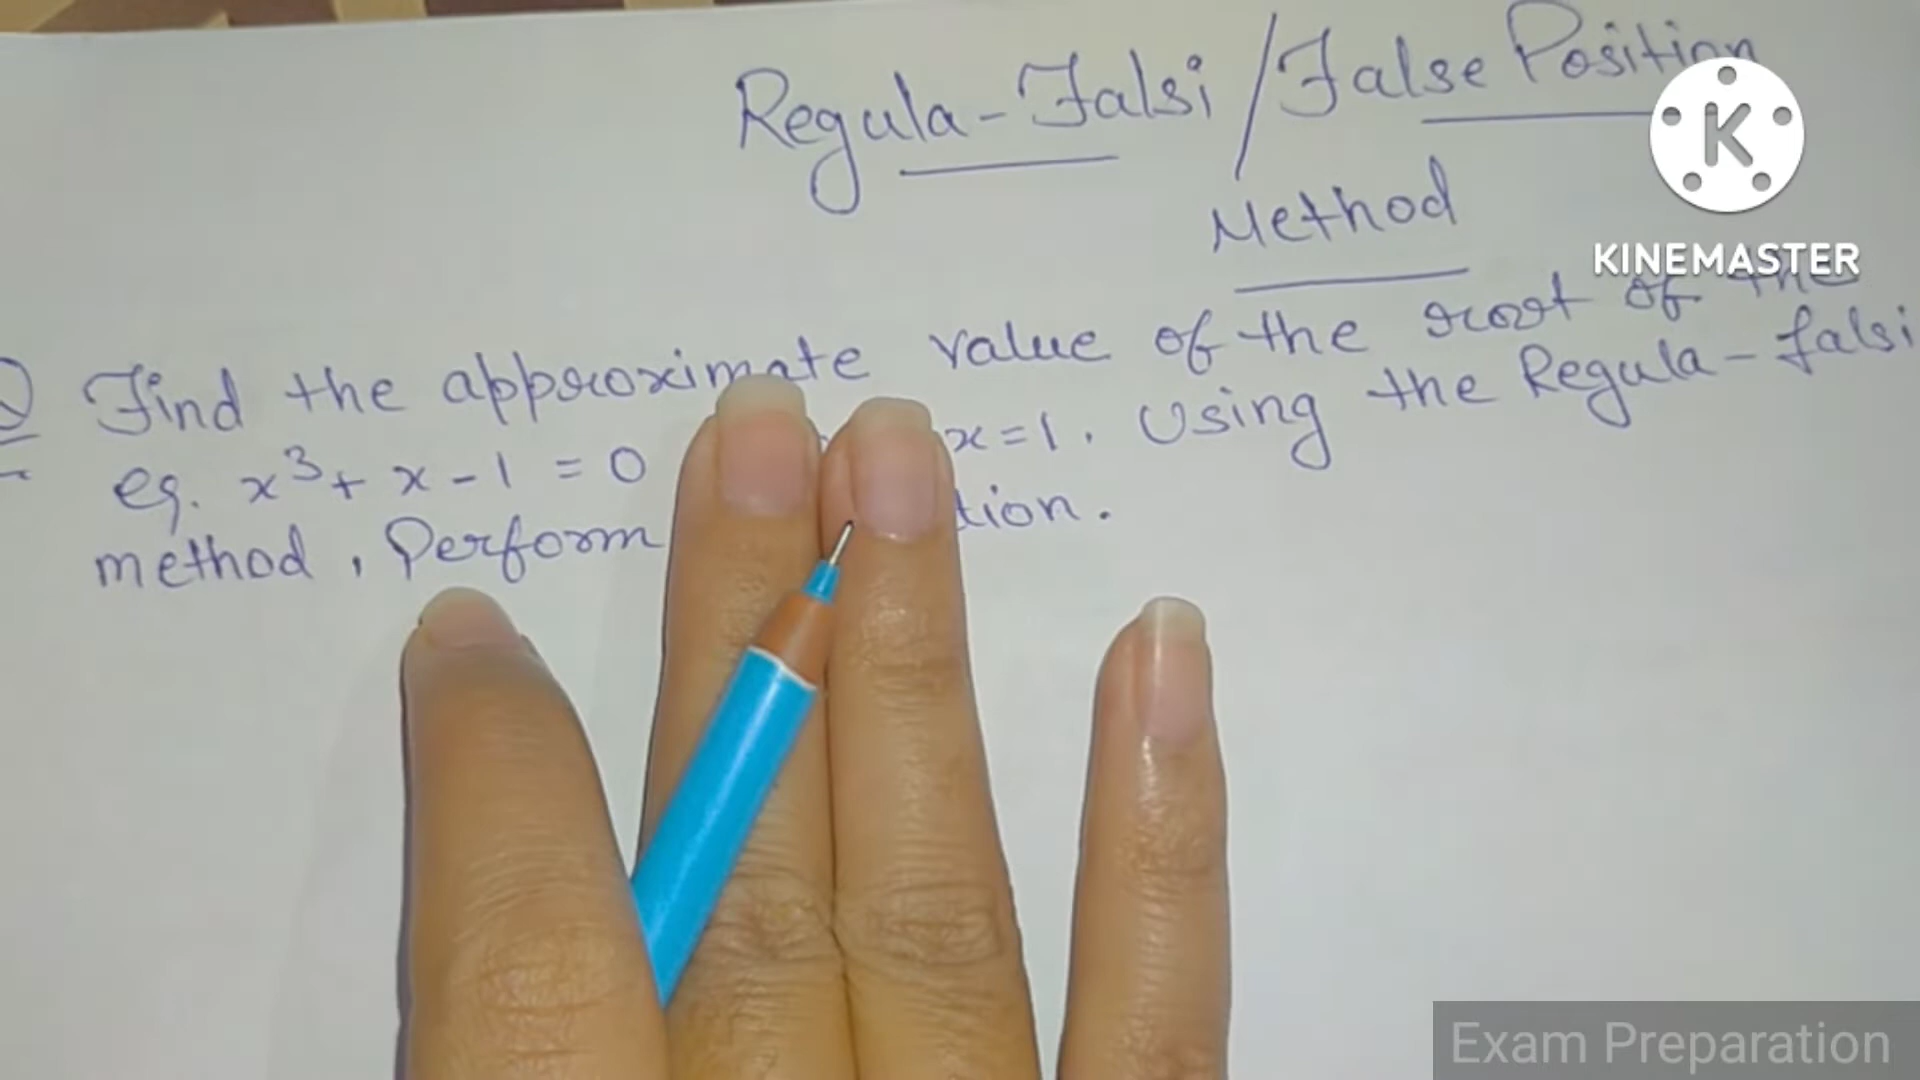 Regula-Falsi/False Position
Method
KINEMASTER
Q Find the approximate value of the root of the
eq. x³+ x - 1 = 0 x = 1. Using the Regula-falsi
method, Perform tion.
Exam Preparation